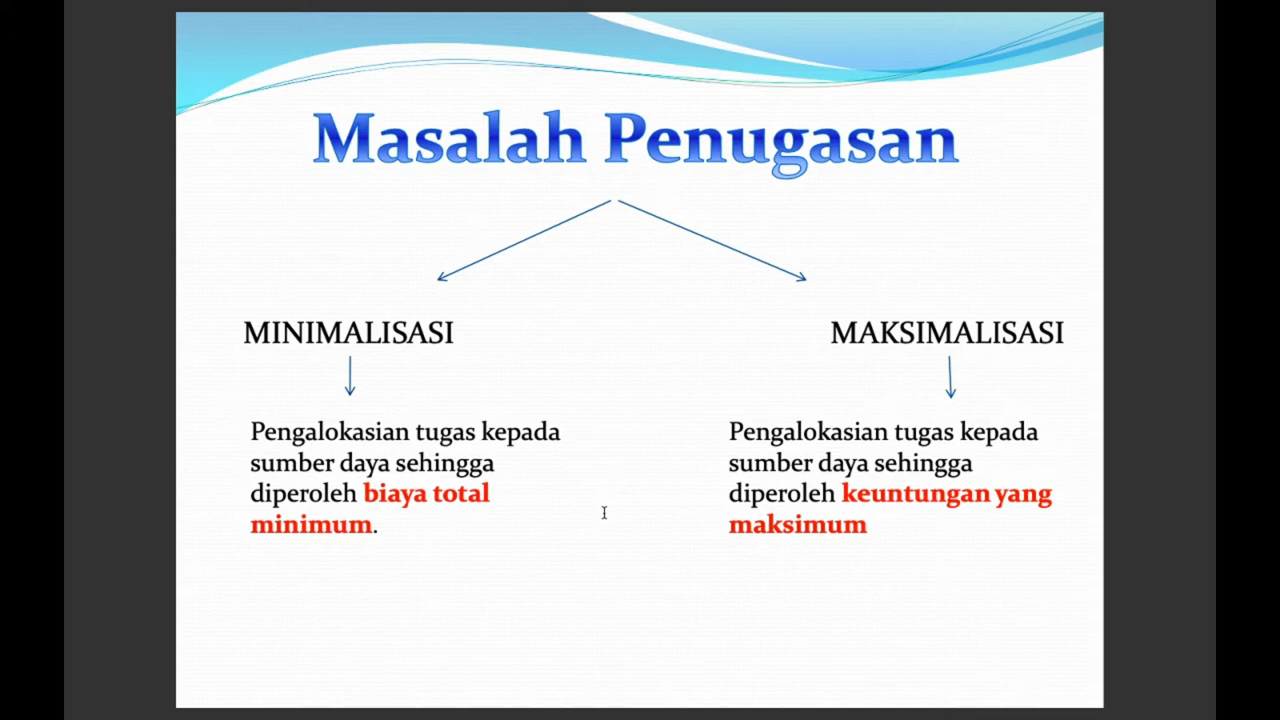 Masalah Penugasan
MINIMALISASI
Pengalokasian tugas kepada
sumber daya sehingga
diperoleh biaya total
minimum.
MAKSIMALISASI
Pengalokasian tugas kepada
sumber daya sehingga
diperoleh keuntungan yang
maksimum